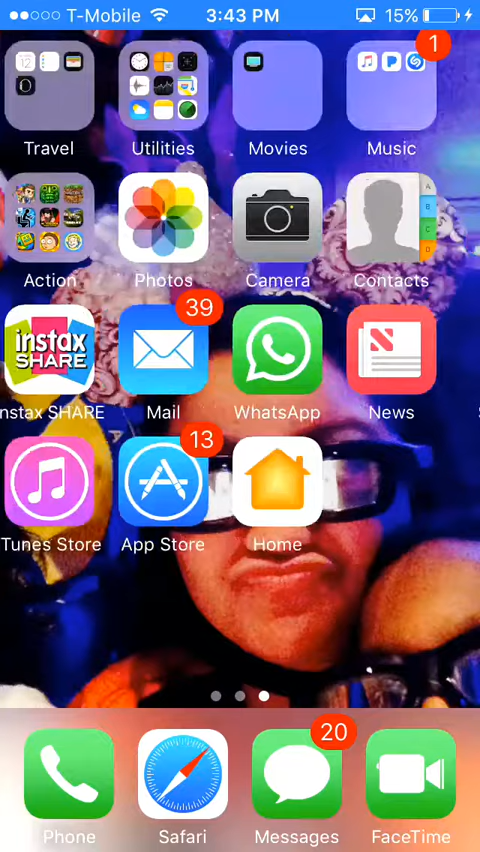 T-Mobile 3:43 PM 15%
1
Travel Utilities Movies Music
Action Photos Camera Contacts
39
instax
SHARE
nstax SHARE Mail WhatsApp News
13
Tunes Store App Store Home
20
Phone Safari Messages FaceTime